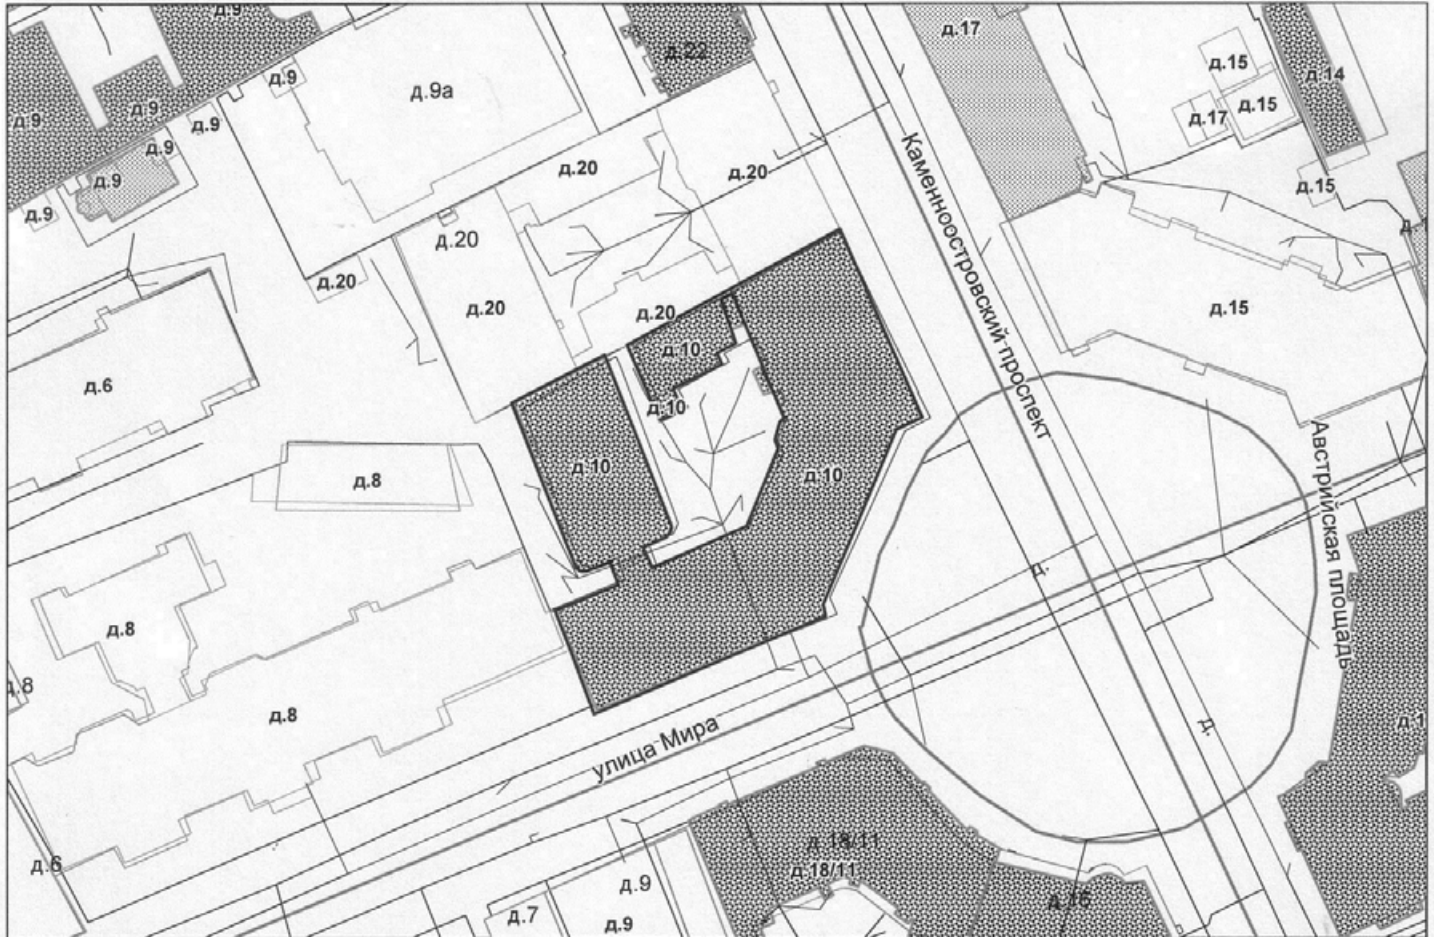 д.9
д.22
д.17
д.9
д.9а
д.15
д.14
д.9
д.9
д.9
д.17
д.15
д.9
д.9
д.20
д.20
д.15
д.9
д.20
д.20
д.20
д.20
д.15
Каменноостровский проспект
д.10
д.6
д.10
д.10
д.8
д.10
Австрийская площадь
д.
д.8
д.8
д.8
д.
улица Мира
д.18/11
д.18/11
д.6
д.9
д.16
д.7
д.9